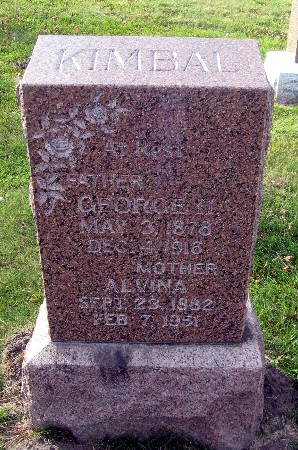 KIMBAL
AT REST
FATHER
GEORGE H.
MAY 3, 1878
DEC. 4, 1916
MOTHER
ALVINA
SEPT. 23, 1882
FEB. 7, 1951